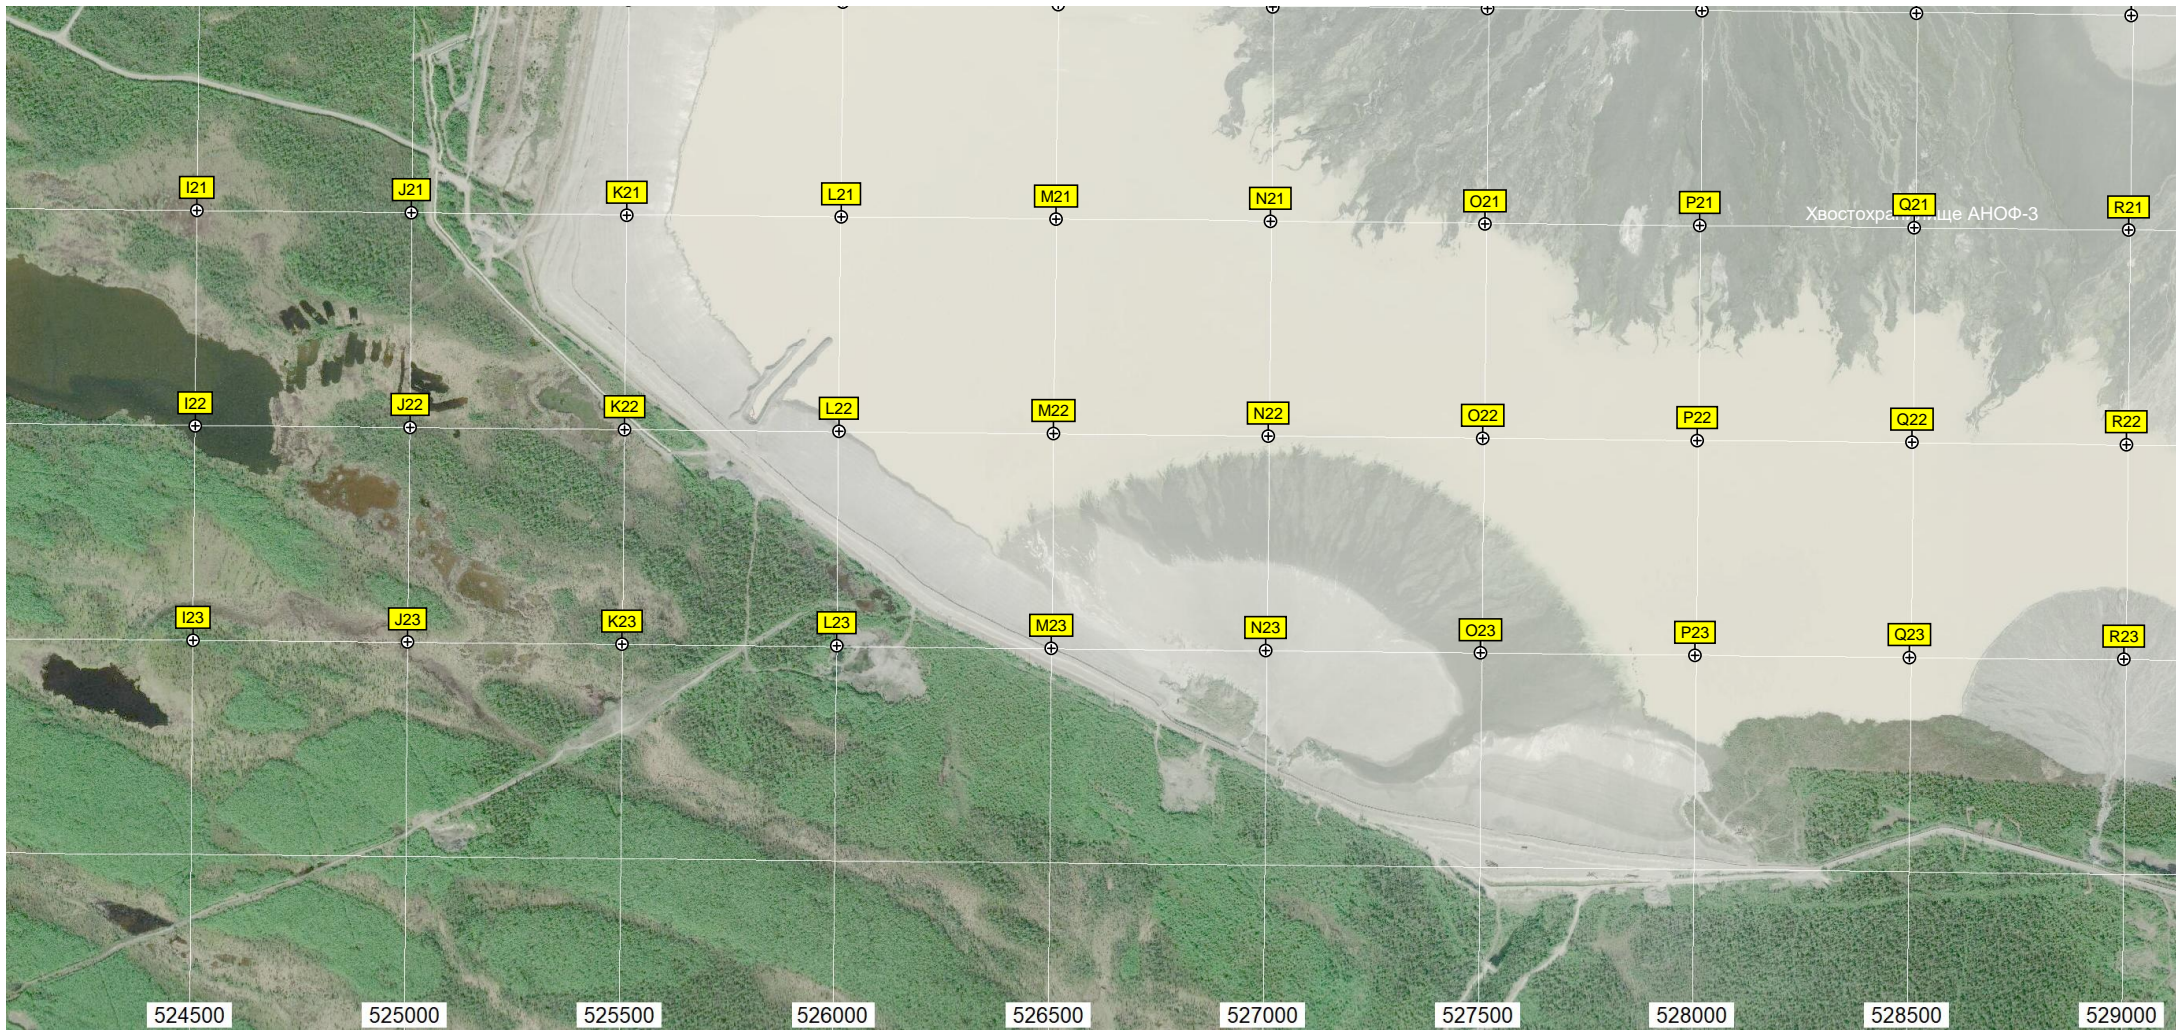 I21 J21 K21 L21 M21 N21 O21 P21 Q21 R21
Хвостохранилище АНОФ-3
I22 J22 K22 L22 M22 N22 O22 P22 Q22 R22
I23 J23 K23 L23 M23 N23 O23 P23 Q23 R23
524500 525000 525500 526000 526500 527000 527500 528000 528500 529000